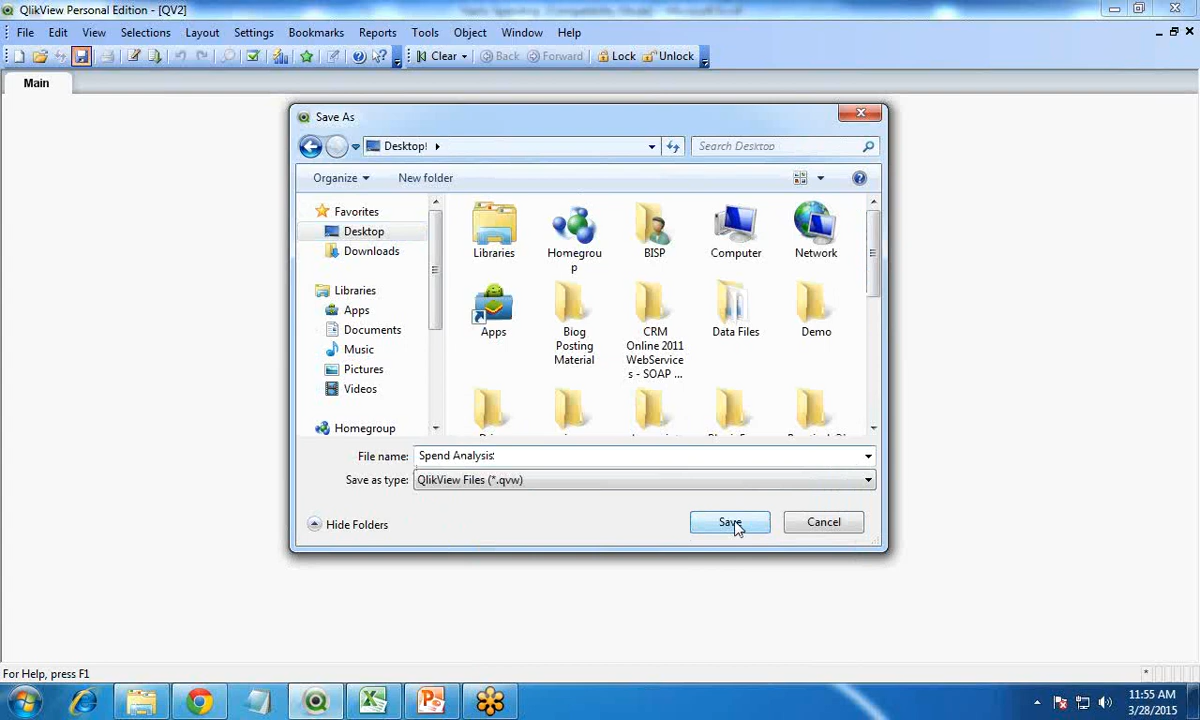 QlikView Personal Edition - [QV2]
File Edit View Selections Layout Settings Bookmarks Reports Tools Object Window Help
Clear Back Forward Lock Unlock
Main
Save As
Desktop
Search Desktop
Organize New folder
Favorites
Desktop
Downloads
Libraries
Apps
Documents
Music
Pictures
Videos
Homegroup
Libraries
Homegrou
p
BISP
Computer
Network
Apps
Blog
Posting
Material
CRM
Online 2011
WebService
s - SOAP ...
Data Files
Demo
File name: Spend Analysis
Save as type: QlikView Files (*.qvw)
Hide Folders
Save
Cancel
For Help, press F1
11:55 AM
3/28/2015